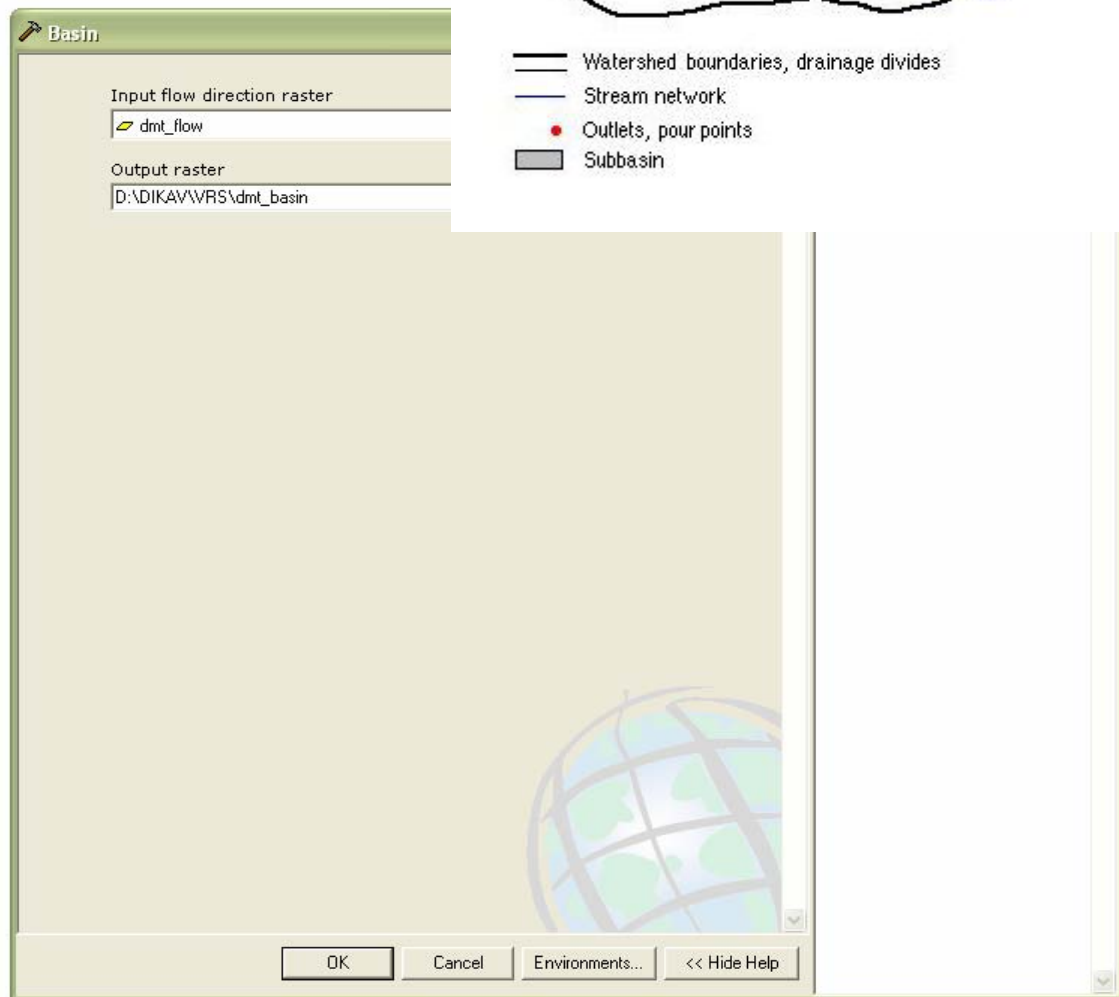 Basin
Input flow direction raster
dmt_flow
Output raster
D:\DIKAV\VRS\dmt_basin
Watershed boundaries, drainage divides
Stream network
Outlets, pour points
Subbasin
OK
Cancel
Environments...
<< Hide Help